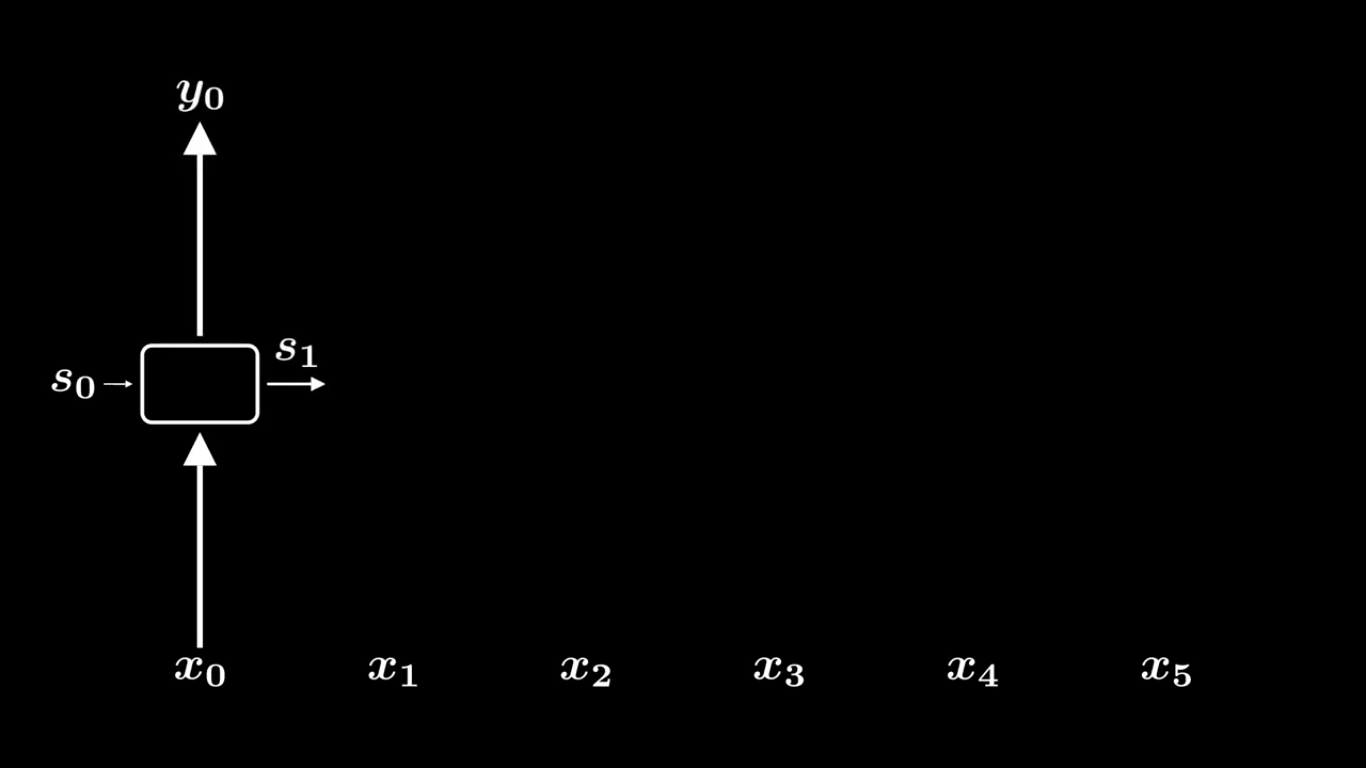 y₀
s₁
s₀
x₀ x₁ x₂ x₃ x₄ x₅